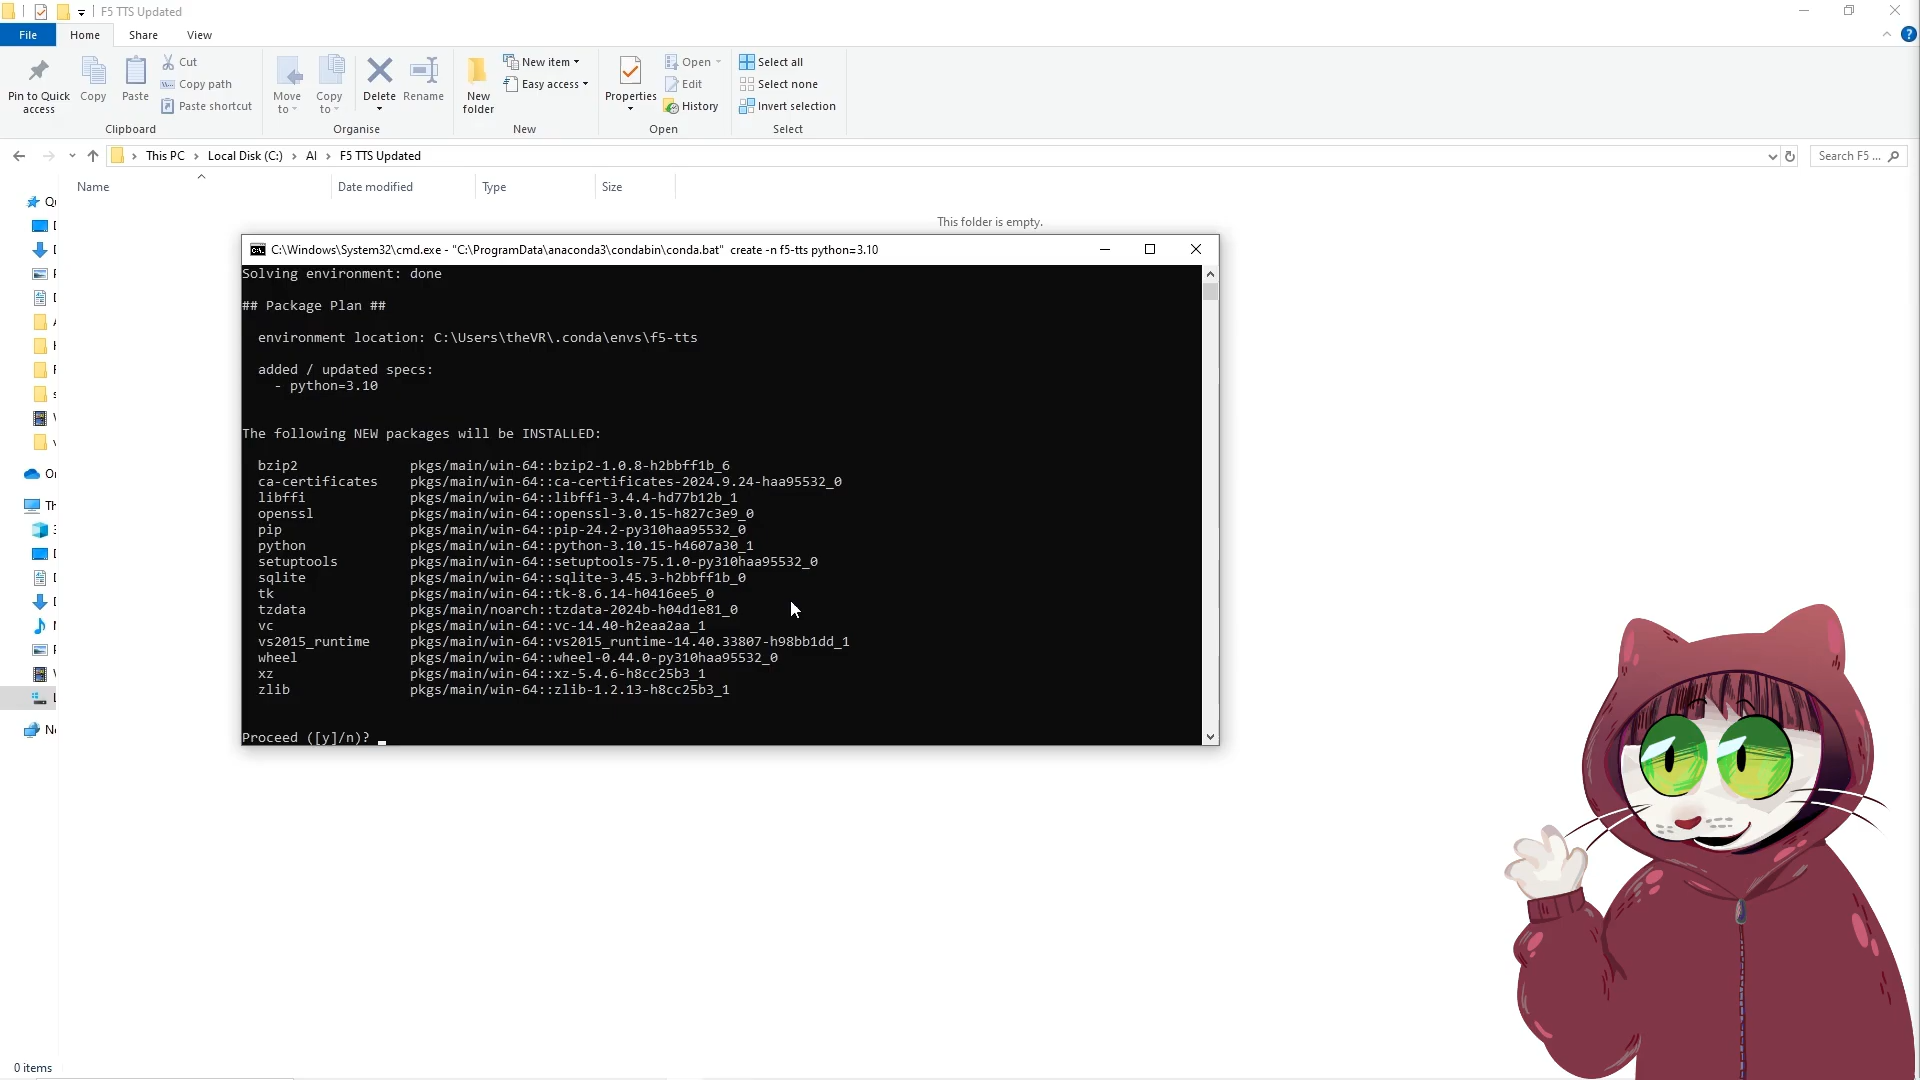 F5 TTS Updated
File
Home
Share
View
Pin to Quick access
Copy
Paste
Cut
Copy path
Paste shortcut
Clipboard
Move to
Copy to
Delete
Rename
Organise
New folder
New item
Easy access
New
Properties
Open
Edit
History
Open
Select all
Select none
Invert selection
Select
This PC
Local Disk (C:)
AI
F5 TTS Updated
Search F5 ...
Name
Date modified
Type
Size
This folder is empty.
C:\Windows\System32\cmd.exe - "C:\ProgramData\anaconda3\condabin\conda.bat"  create -n f5-tts python=3.10
Solving environment: done
## Package Plan ##
environment location: C:\Users\theVR\.conda\envs\f5-tts
added / updated specs:
- python=3.10
The following NEW packages will be INSTALLED:
bzip2 pkgs/main/win-64::bzip2-1.0.8-h2bbff1b_6
ca-certificates pkgs/main/win-64::ca-certificates-2024.9.24-haa95532_0
libffi pkgs/main/win-64::libffi-3.4.4-hd77b12b_1
openssl pkgs/main/win-64::openssl-3.0.15-h827c3e9_0
pip pkgs/main/win-64::pip-24.2-py310haa95532_0
python pkgs/main/win-64::python-3.10.15-h4607a30_1
setuptools pkgs/main/win-64::setuptools-75.1.0-py310haa95532_0
sqlite pkgs/main/win-64::sqlite-3.45.3-h2bbff1b_0
tk pkgs/main/win-64::tk-8.6.14-h0416ee5_0
tzdata pkgs/main/noarch::tzdata-2024b-h04d1e81_0
vc pkgs/main/win-64::vc-14.40-h2eaa2aa_1
vs2015_runtime pkgs/main/win-64::vs2015_runtime-14.40.33807-h98bb1dd_1
wheel pkgs/main/win-64::wheel-0.44.0-py310haa95532_0
xz pkgs/main/win-64::xz-5.4.6-h8cc25b3_1
zlib pkgs/main/win-64::zlib-1.2.13-h8cc25b3_1
Proceed ([y]/n)?
0 items